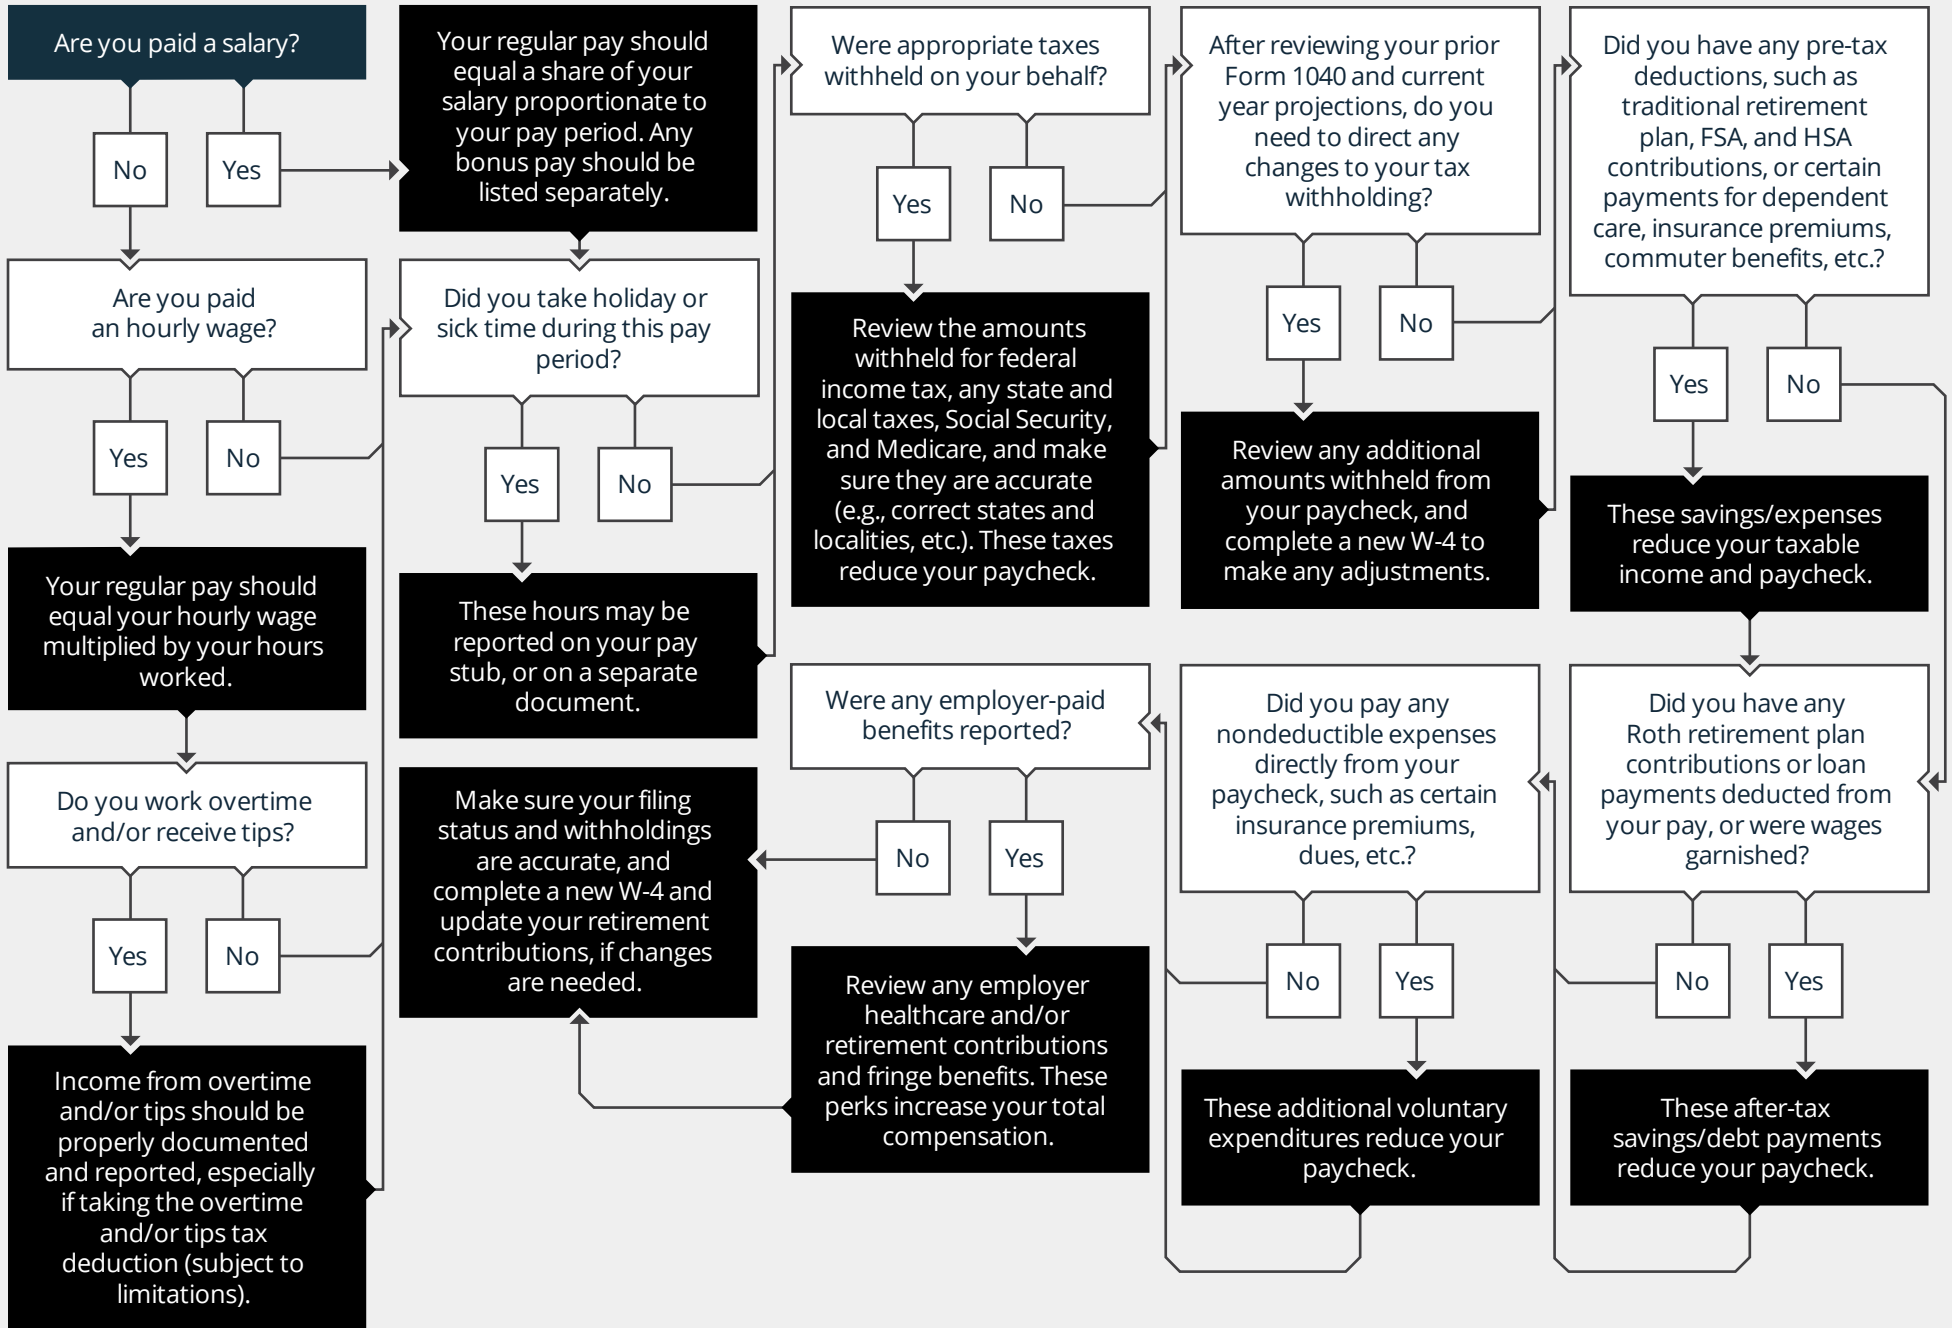 Are you paid a salary?
No
Yes
Are you paid
an hourly wage?
Yes
No
Your regular pay should
equal your hourly wage
multiplied by your hours
worked.
Do you work overtime
and/or receive tips?
Yes
No
Income from overtime
and/or tips should be
properly documented
and reported, especially
if taking the overtime
and/or tips tax
deduction (subject to
limitations).
Your regular pay should
equal a share of your
salary proportionate to
your pay period. Any
bonus pay should be
listed separately.
Did you take holiday or
sick time during this pay
period?
Yes
No
These hours may be
reported on your pay
stub, or on a separate
document.
Were appropriate taxes
withheld on your behalf?
Yes
No
Review the amounts
withheld for federal
income tax, any state and
local taxes, Social Security,
and Medicare, and make
sure they are accurate
(e.g., correct states and
localities, etc.). These taxes
reduce your paycheck.
After reviewing your prior
Form 1040 and current
year projections, do you
need to direct any
changes to your tax
withholding?
Yes
No
Review any additional
amounts withheld from
your paycheck, and
complete a new W-4 to
make any adjustments.
Did you have any pre-tax
deductions, such as
traditional retirement
plan, FSA, and HSA
contributions, or certain
payments for dependent
care, insurance premiums,
commuter benefits, etc.?
Yes
No
These savings/expenses
reduce your taxable
income and paycheck.
Did you have any
Roth retirement plan
contributions or loan
payments deducted from
your pay, or were wages
garnished?
No
Yes
These after-tax
savings/debt payments
reduce your paycheck.
Did you pay any
nondeductible expenses
directly from your
paycheck, such as certain
insurance premiums,
dues, etc.?
No
Yes
These additional voluntary
expenditures reduce your
paycheck.
Were any employer-paid
benefits reported?
No
Yes
Review any employer
healthcare and/or
retirement contributions
and fringe benefits. These
perks increase your total
compensation.
Make sure your filing
status and withholdings
are accurate, and
complete a new W-4 and
update your retirement
contributions, if changes
are needed.